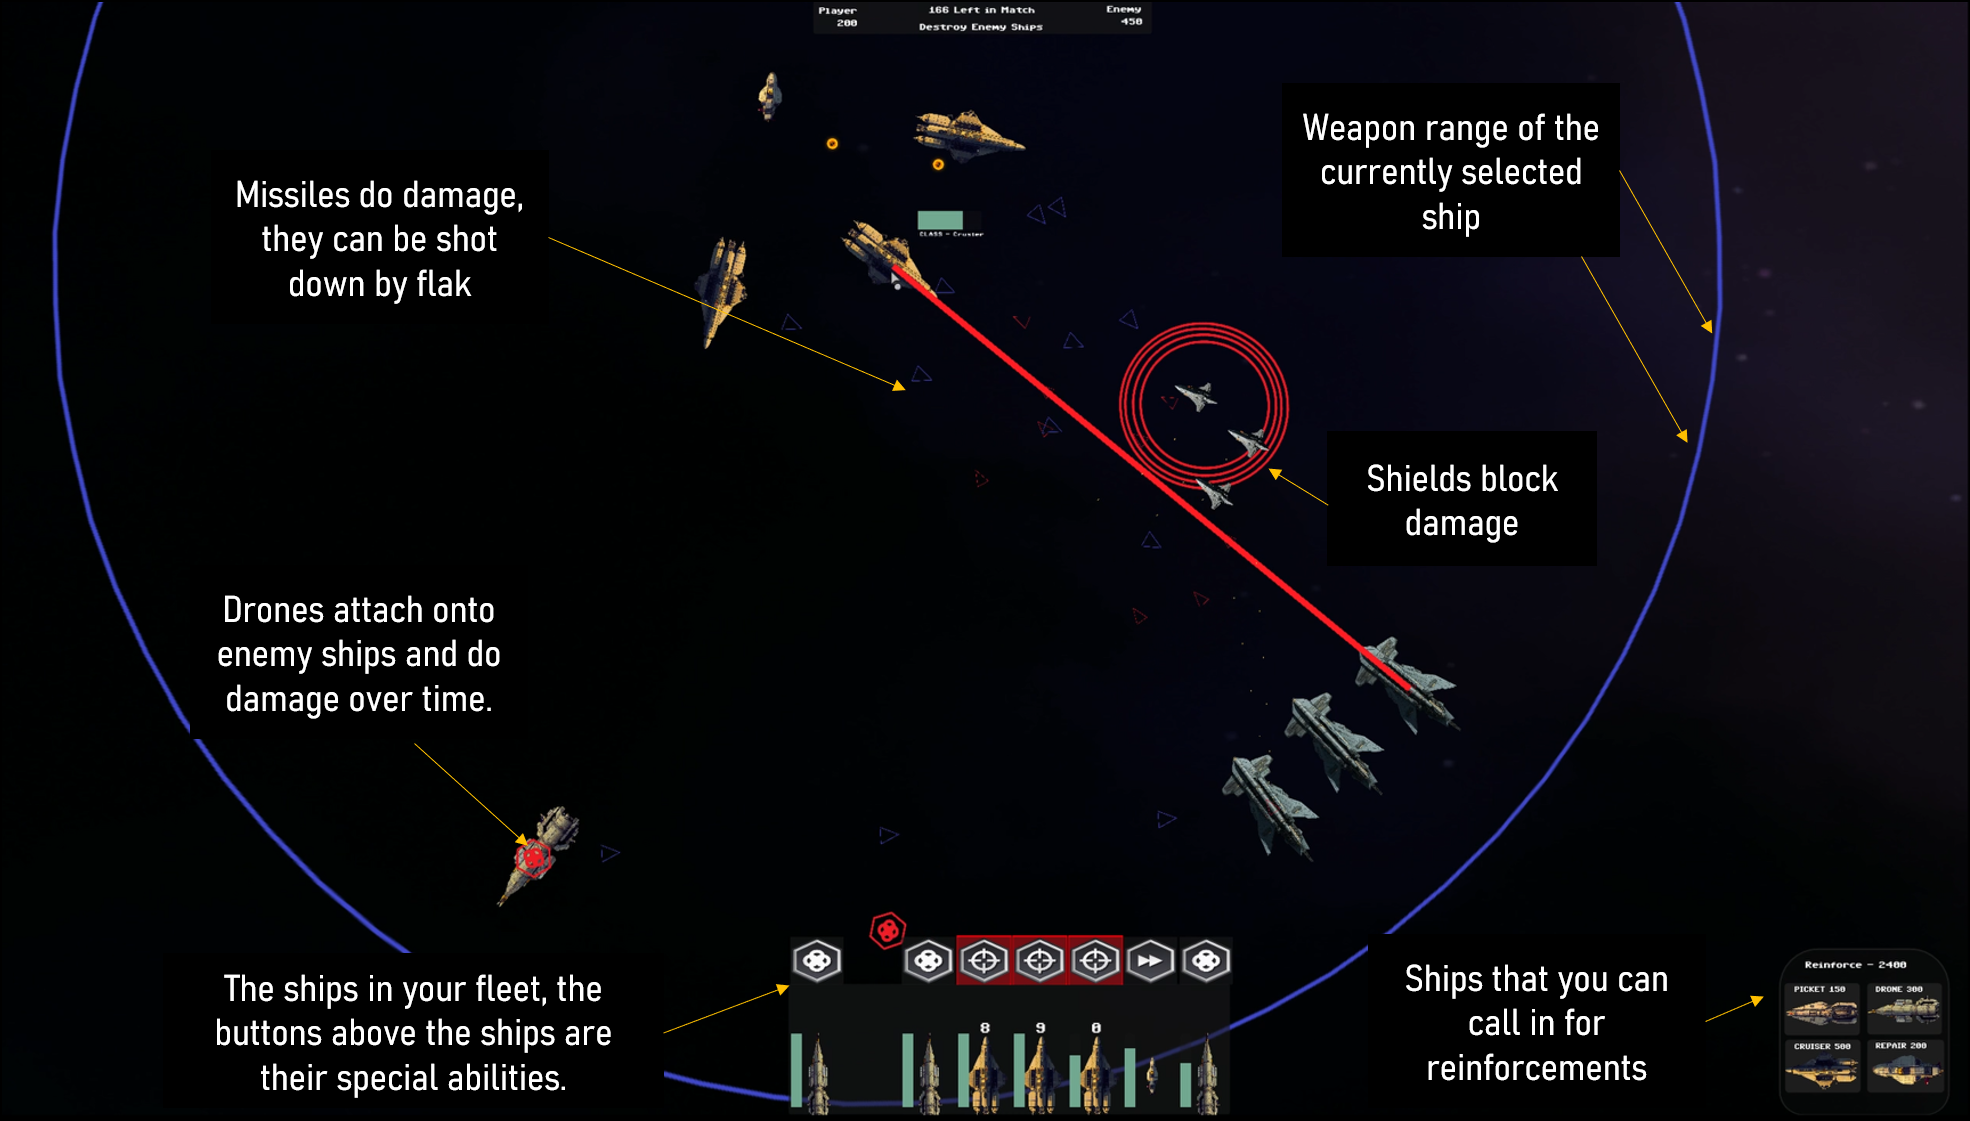 Player
200
166 Left in Match
Destroy Enemy Ships
Enemy
450
Missiles do damage,
they can be shot
down by flak
Weapon range of the
currently selected
ship
CLASS - Cruiser
Shields block
damage
Drones attach onto
enemy ships and do
damage over time.
The ships in your fleet, the
buttons above the ships are
their special abilities.
8
9
0
Ships that you can
call in for
reinforcements
Reinforce - 2400
PICKET 150
DRONE 300
CRUISER 500
REPAIR 200